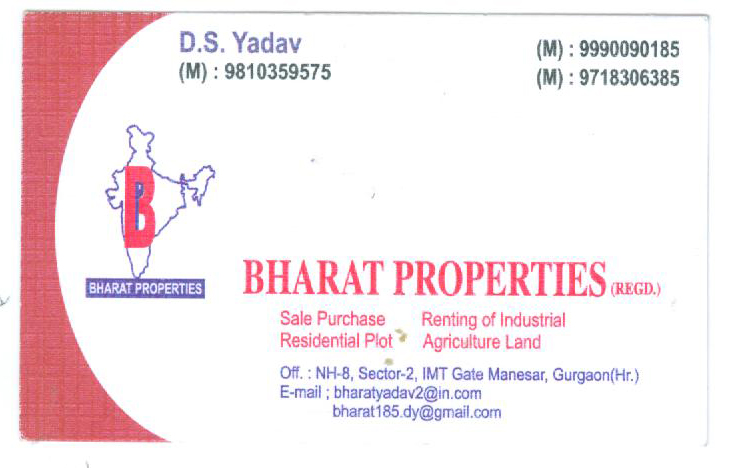 D.S. Yadav
(M) : 9810359575
(M) : 9990090185
(M) : 9718306385
B
P
BHARAT PROPERTIES
BHARAT PROPERTIES (REGD.)
Sale Purchase Renting of Industrial
Residential Plot Agriculture Land
Off. : NH-8, Sector-2, IMT Gate Manesar, Gurgaon(Hr.)
E-mail ; bharatyadav2@in.com
bharat185.dy@gmail.com